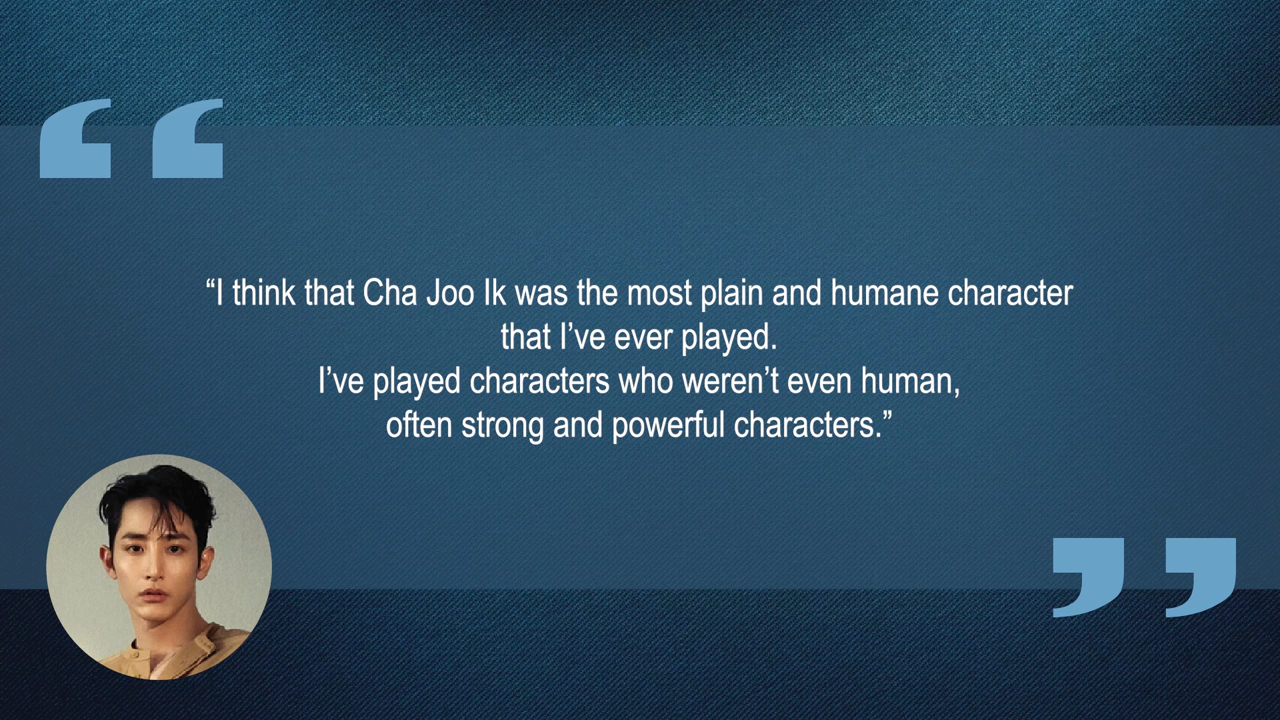 “I think that Cha Joo Ik was the most plain and humane character
that I’ve ever played.
I’ve played characters who weren’t even human,
often strong and powerful characters.”